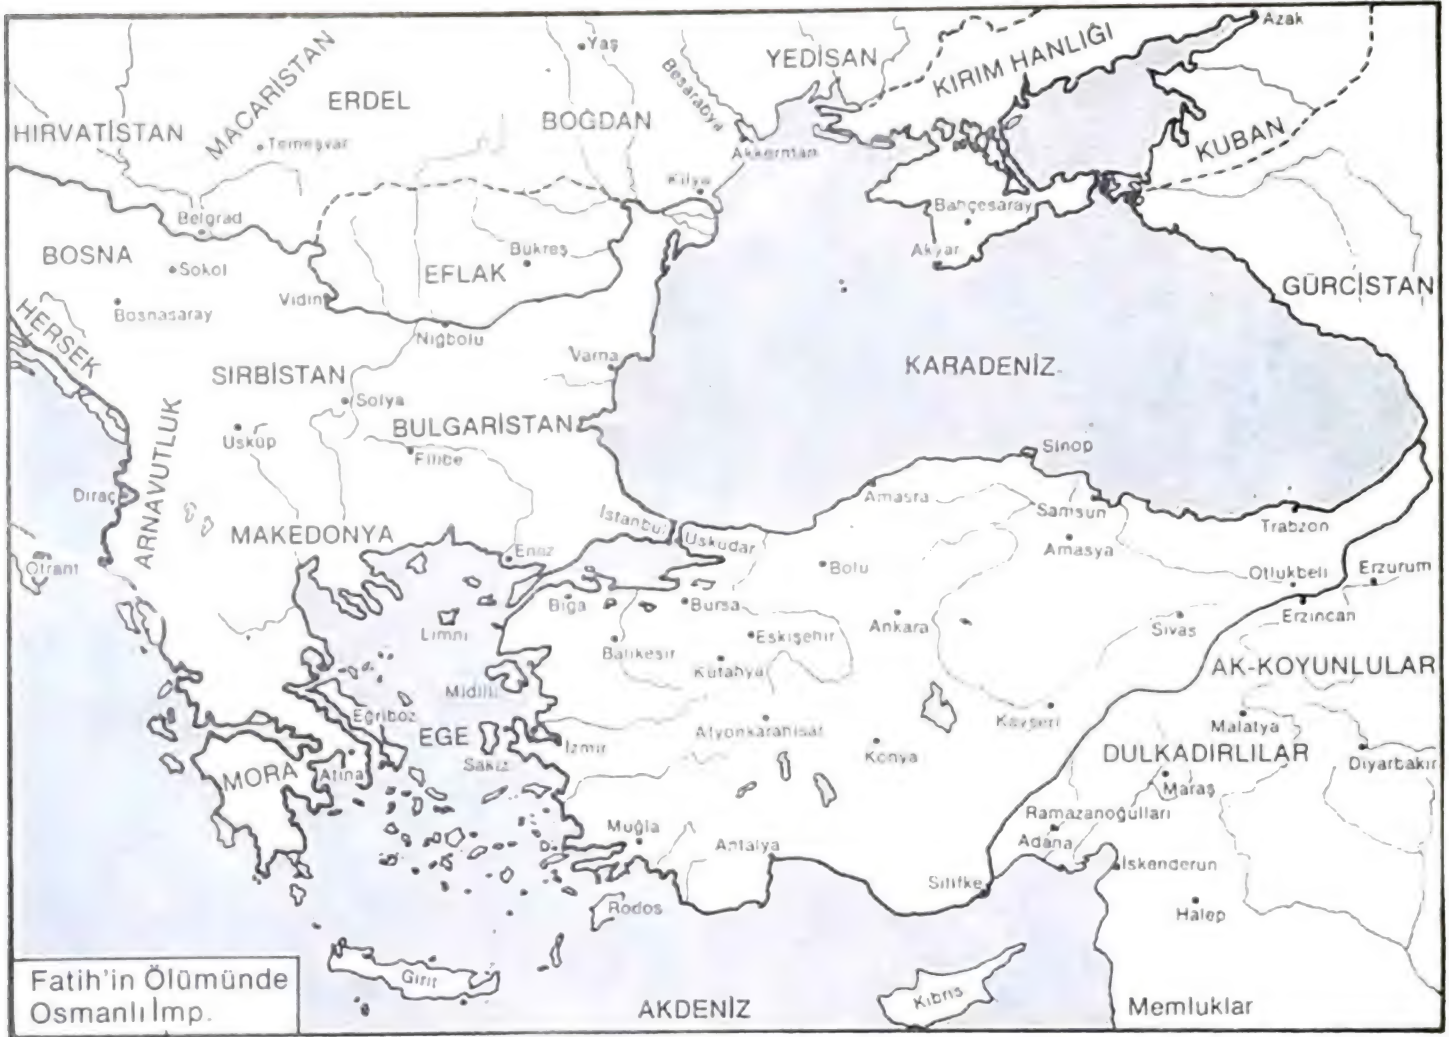 Azak
Yaş
YEDİSAN
KIRIM HANLIĞI
Besarabya
MACARİSTAN
ERDEL
BOĞDAN
HIRVATİSTAN
Temeşvar
Akkerman
KUBAN
Kilya
Bahçesaray
Belgrad
Bükreş
Akyar
BOSNA
Sokol
EFLAK
GÜRCİSTAN
Vidin
Bosnasaray
HERSEK
Niğbolu
Varna
KARADENİZ
SIRBİSTAN
Solya
BULGARİSTAN
Usküp
Filibe
Sinop
ARNAVUTLUK
Dıraç
Amasra
Samsun
Trabzon
İstanbul
Uskudar
MAKEDONYA
Enez
Amasya
Otrant
Bolu
Otlukbeli
Erzurum
Biga
Bursa
Erzincan
Limni
Ankara
Sivas
Eskişehir
Balıkesir
Kütahya
AK-KOYUNLULAR
Midilli
Eğriboz
Kayseri
Malatya
EGE
Afyonkarahisar
İzmir
Konya
DULKADIRLILAR
Diyarbakır
Sakız
MORA
Atina
Maraş
Ramazanoğulları
Muğla
Antalya
Adana
İskenderun
Silifke
Rodos
Halep
Girit
Kıbrıs
AKDENİZ
Memluklar
Fatih'in Ölümünde
Osmanlı İmp.